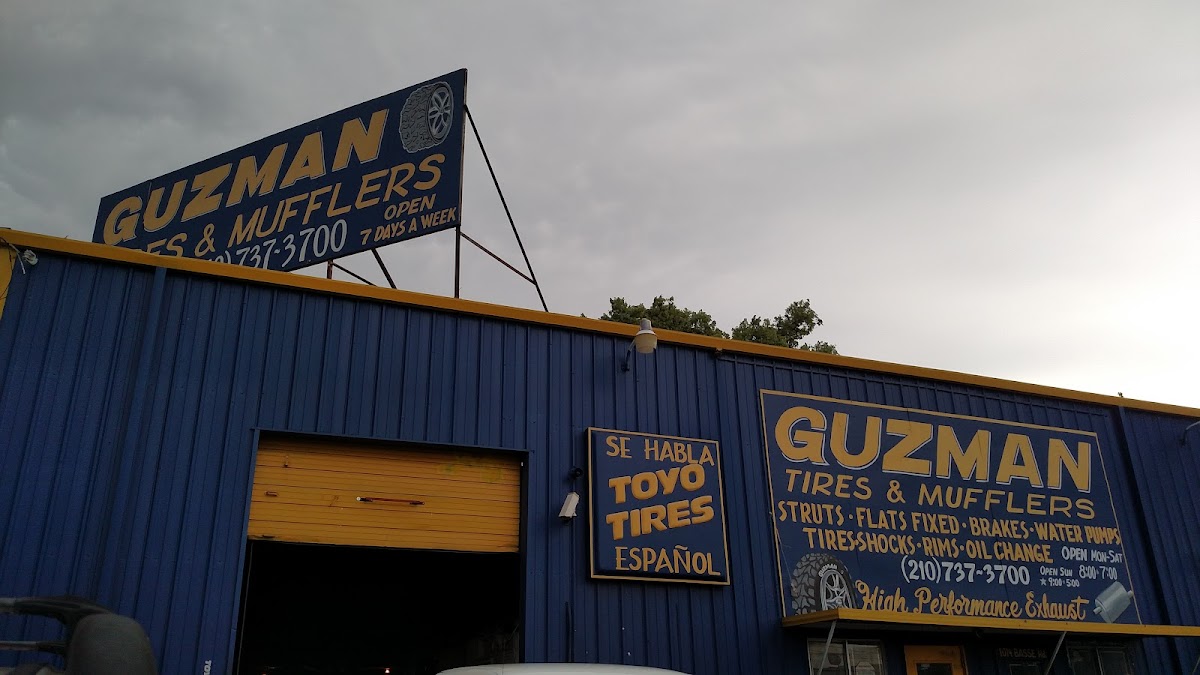 GUZMAN
& MUFFLERS
737-3700
OPEN
7 DAYS A WEEK
SE HABLA
TOYO
TIRES
ESPAÑOL
GUZMAN
TIRES & MUFFLERS
STRUTS·FLATS FIXED·BRAKES·WATER PUMPS
TIRES·SHOCKS·RIMS·OIL CHANGE
OPEN MON-SAT
8:00-7:00
(210)737-3700
OPEN SUN
★ 9:00-5:00
High Performance Exhaust